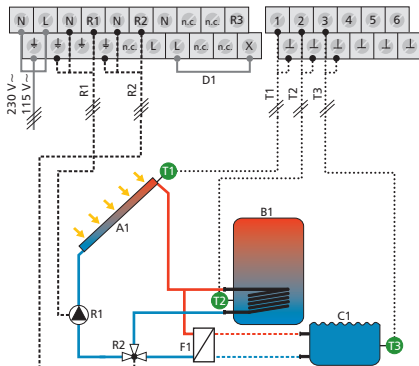 N L N R1 N R2 N n.c. R3
1 2 3 4 5 6
n.c. L L n.c. X
D1
230 V~
115 V~
R1
R2
T1
T2
T3
T1
A1
B1
T2
C1
T3
R1
R2
F1